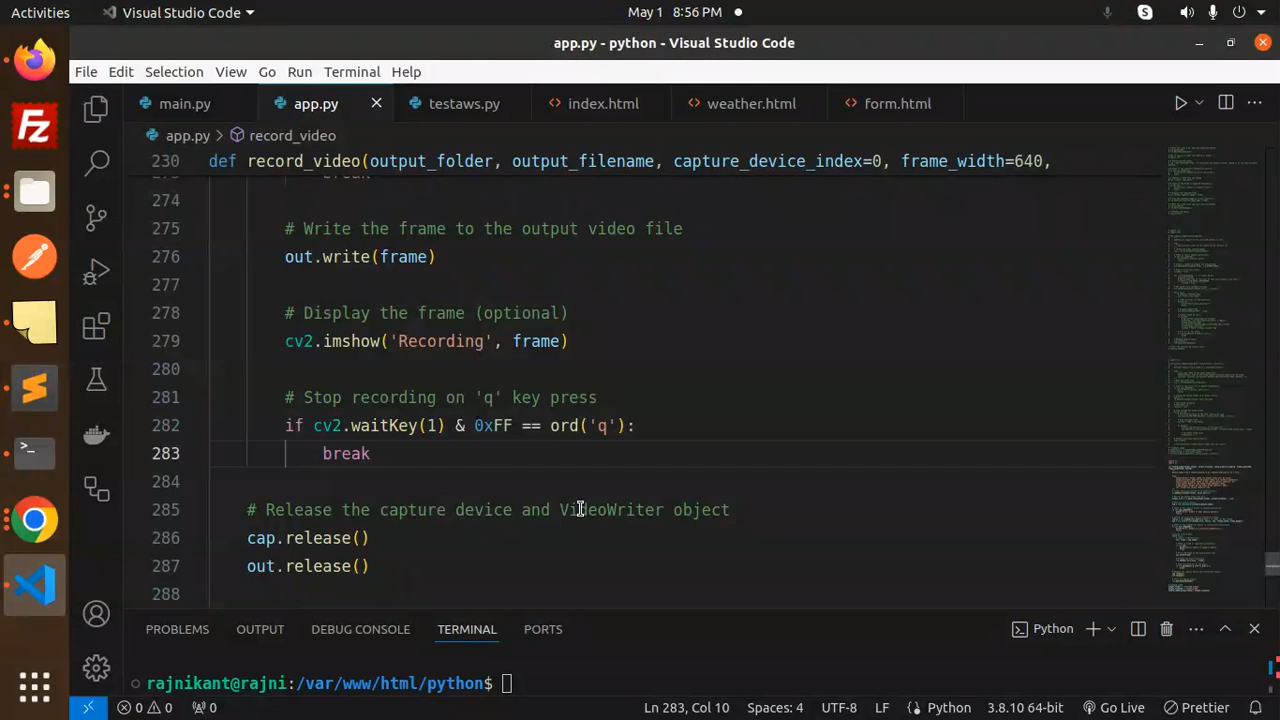 Activities Visual Studio Code May 1 8:56 PM
app.py - python - Visual Studio Code
File Edit Selection View Go Run Terminal Help
main.py app.py testaws.py index.html weather.html form.html
app.py > record_video
230 def record_video(output_folder, output_filename, capture_device_index=0, frame_width=640,
274
275 # Write the frame to the output video file
276 out.write(frame)
277
278 # Display the frame (optional)
279 cv2.imshow('Recording', frame)
280
281 # Stop recording on 'q' key press
282 if cv2.waitKey(1) & 0xFF == ord('q'):
283 break
284
285 # Release the capture device and VideoWriter object
286 cap.release()
287 out.release()
288
PROBLEMS OUTPUT DEBUG CONSOLE TERMINAL PORTS Python
rajnikant@rajni:/var/www/html/python$
0 0 0 Ln 283, Col 10 Spaces: 4 UTF-8 LF Python 3.8.10 64-bit Go Live Prettier